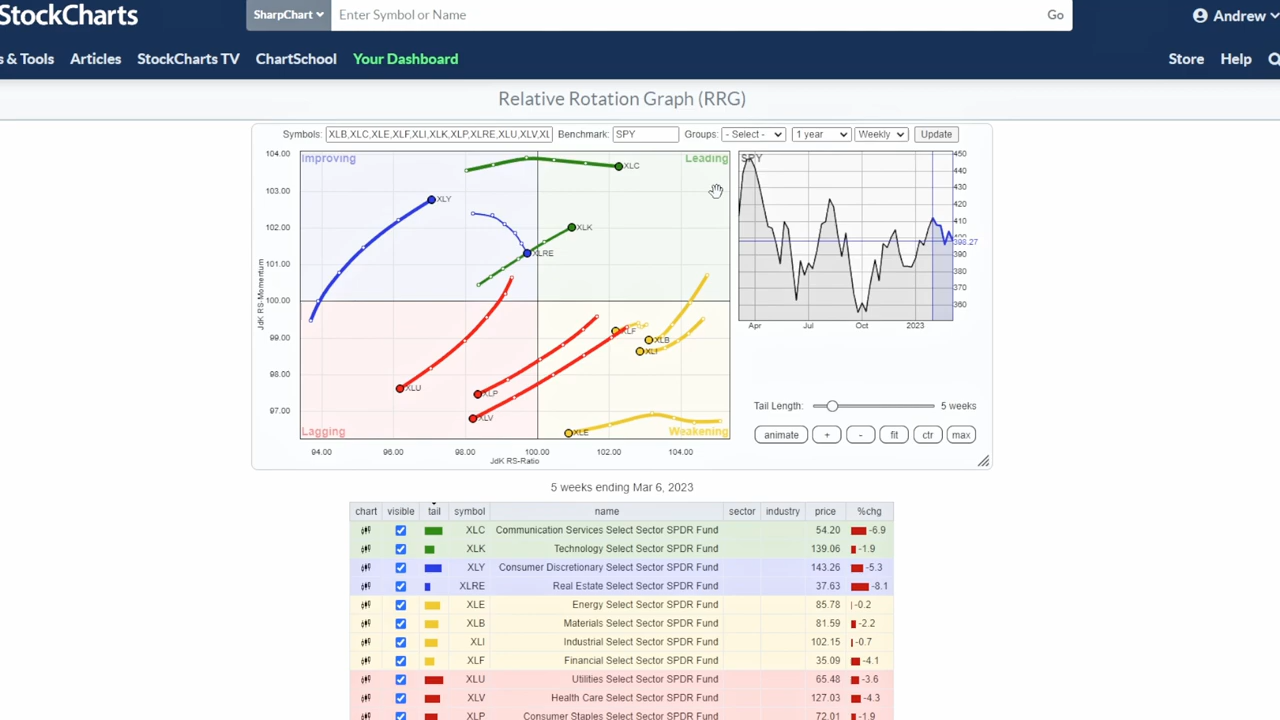 StockCharts
SharpChart
Enter Symbol or Name
Go
Andrew
s & Tools Articles StockCharts TV ChartSchool Your Dashboard
Store Help
Relative Rotation Graph (RRG)
Symbols: XLB,XLC,XLE,XLF,XLI,XLK,XLP,XLRE,XLU,XLV,XL Benchmark: SPY Groups: - Select - 1 year Weekly Update
104.00
103.00
102.00
101.00
100.00
99.00
98.00
97.00
JdK RS-Momentum
Improving
Leading
Lagging
Weakening
XLC
XLY
XLK
XLRE
XLF
XLB
XLI
XLU
XLP
XLV
XLE
94.00 96.00 98.00 100.00 102.00 104.00
JdK RS-Ratio
SPY
450
440
430
420
410
398.27
390
380
370
360
Apr Jul Oct 2023
Tail Length: 5 weeks
animate + - fit ctr max
5 weeks ending Mar 6, 2023
chart visible tail symbol name sector industry price %chg
XLC Communication Services Select Sector SPDR Fund 54.20 -6.9
XLK Technology Select Sector SPDR Fund 139.06 -1.9
XLY Consumer Discretionary Select Sector SPDR Fund 143.26 -5.3
XLRE Real Estate Select Sector SPDR Fund 37.63 -8.1
XLE Energy Select Sector SPDR Fund 85.78 -0.2
XLB Materials Select Sector SPDR Fund 81.59 -2.2
XLI Industrial Select Sector SPDR Fund 102.15 -0.7
XLF Financial Select Sector SPDR Fund 35.09 -4.1
XLU Utilities Select Sector SPDR Fund 65.48 -3.6
XLV Health Care Select Sector SPDR Fund 127.03 -4.3
XLP Consumer Staples Select Sector SPDR Fund 72.01 -1.9